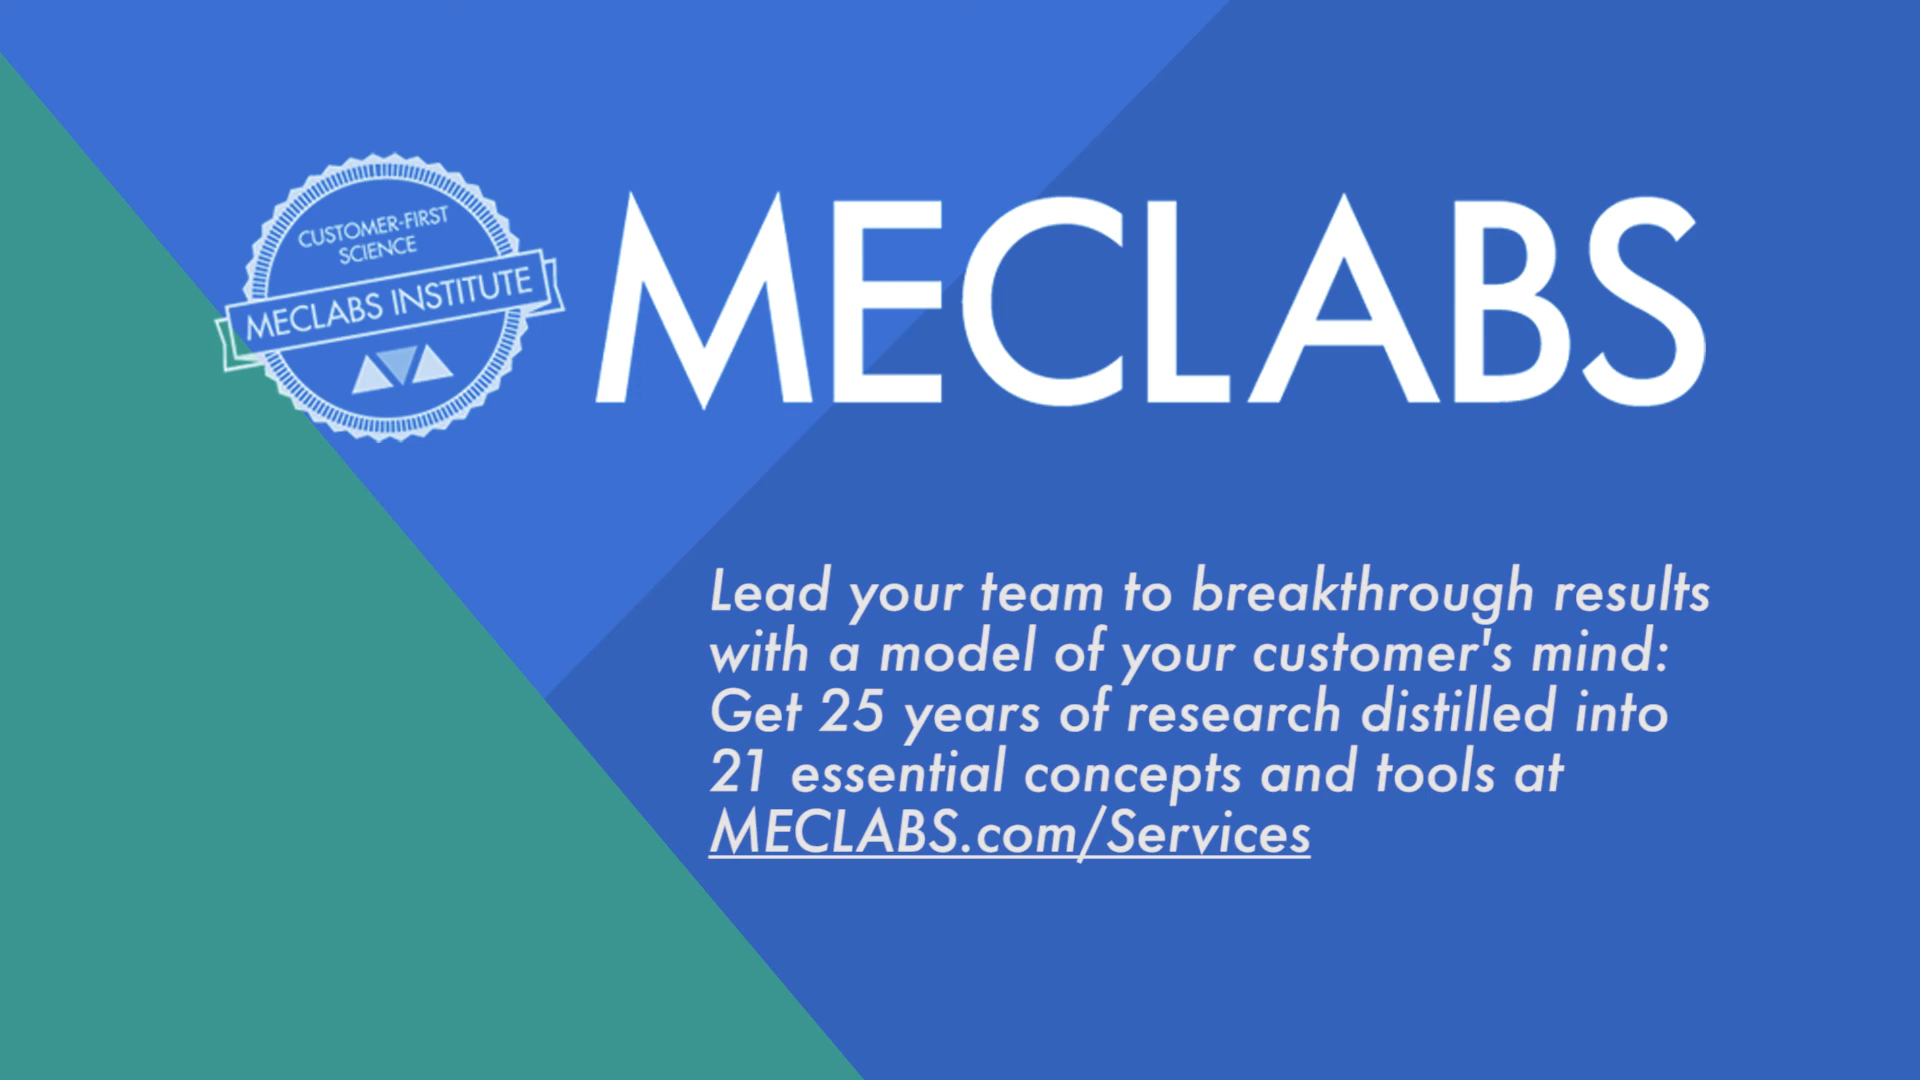 CUSTOMER-FIRST
SCIENCE
MECLABS INSTITUTE
MECLABS
Lead your team to breakthrough results
with a model of your customer's mind:
Get 25 years of research distilled into
21 essential concepts and tools at
MECLABS.com/Services